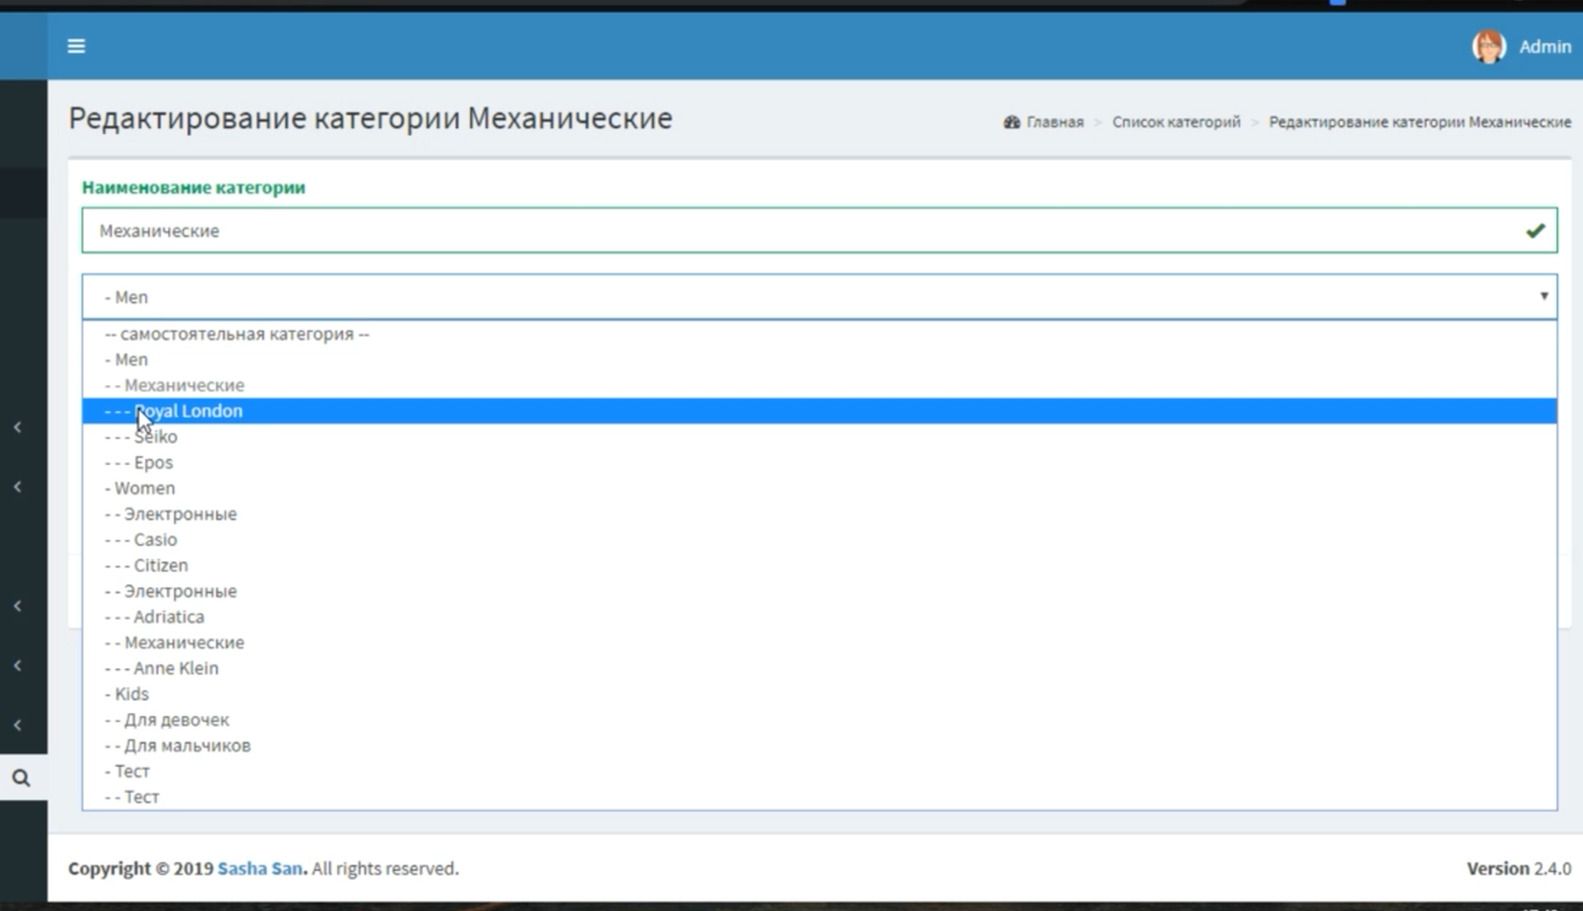 Admin
Редактирование категории Механические
Главная > Список категорий > Редактирование категории Механические
Наименование категории
Механические
- Men
-- самостоятельная категория --
- Men
- - Механические
- - - Royal London
- - - Seiko
- - - Epos
- Women
- - Электронные
- - - Casio
- - - Citizen
- - Электронные
- - - Adriatica
- - Механические
- - - Anne Klein
- Kids
- - Для девочек
- - Для мальчиков
- Тест
- - Тест
Copyright © 2019 Sasha San. All rights reserved.
Version 2.4.0